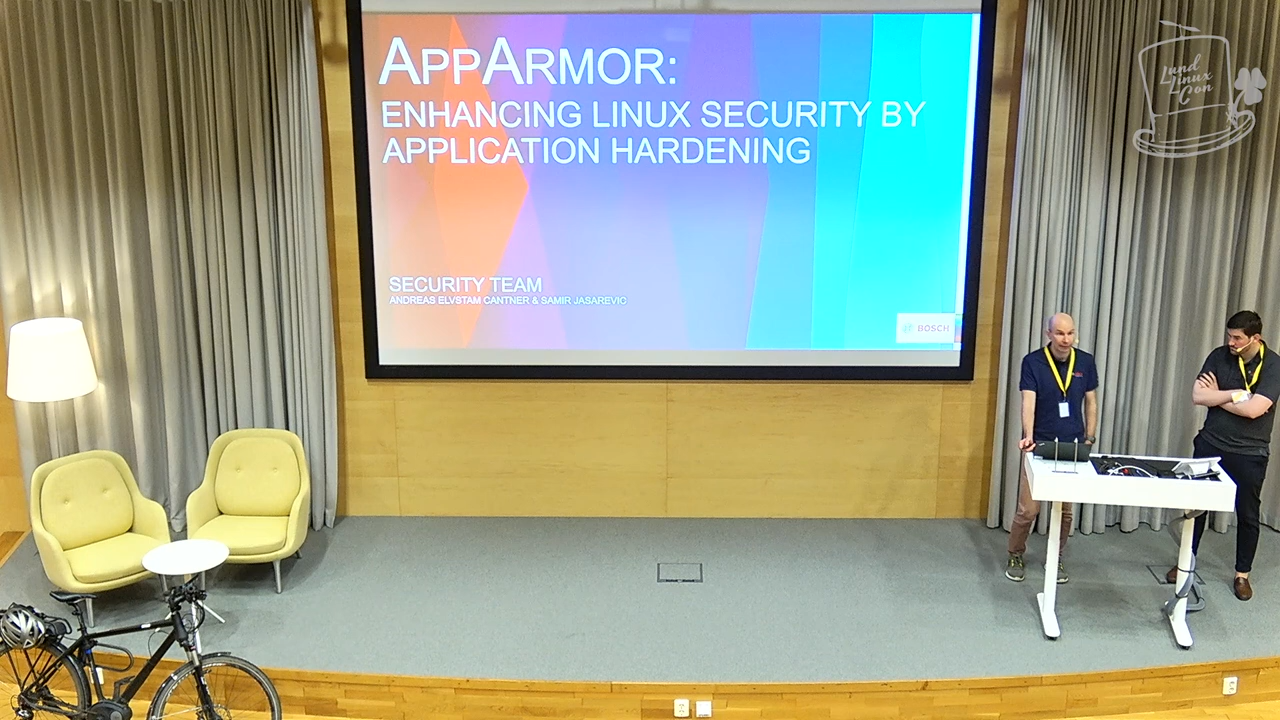 APPARMOR:
ENHANCING LINUX SECURITY BY
APPLICATION HARDENING
SECURITY TEAM
ANDREAS ELVSTAM CANTNER & SAMIR JASAREVIC
BOSCH
Lund
Linux
Con